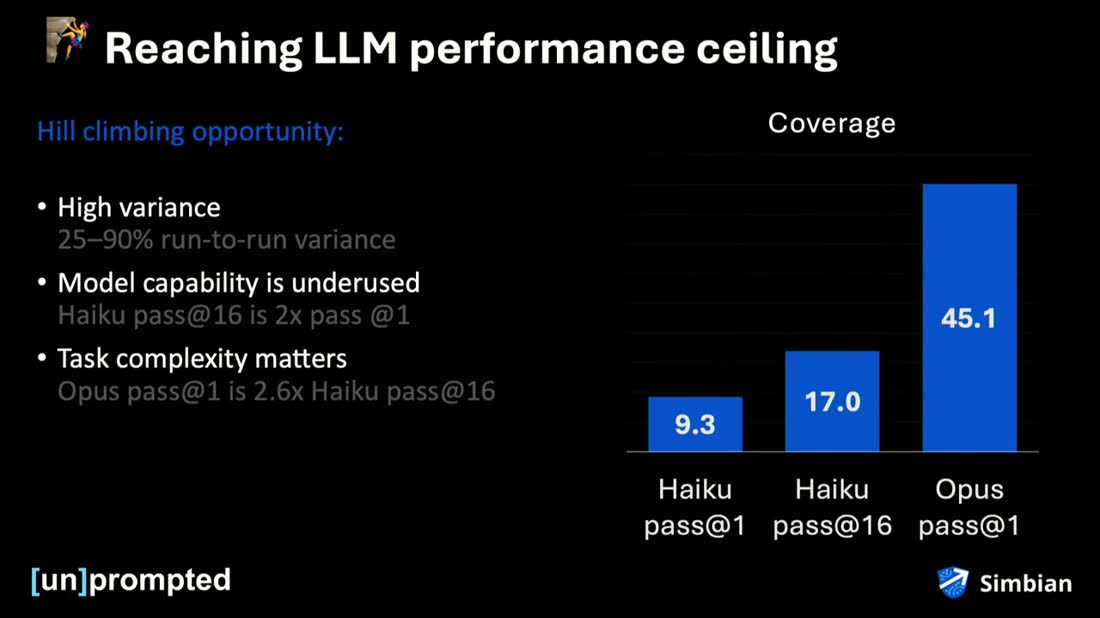 Reaching LLM performance ceiling
Hill climbing opportunity:
• High variance
25–90% run-to-run variance
• Model capability is underused
Haiku pass@16 is 2x pass @1
• Task complexity matters
Opus pass@1 is 2.6x Haiku pass@16
Coverage
9.3
17.0
45.1
Haiku pass@1
Haiku pass@16
Opus pass@1
[un]prompted
Simbian